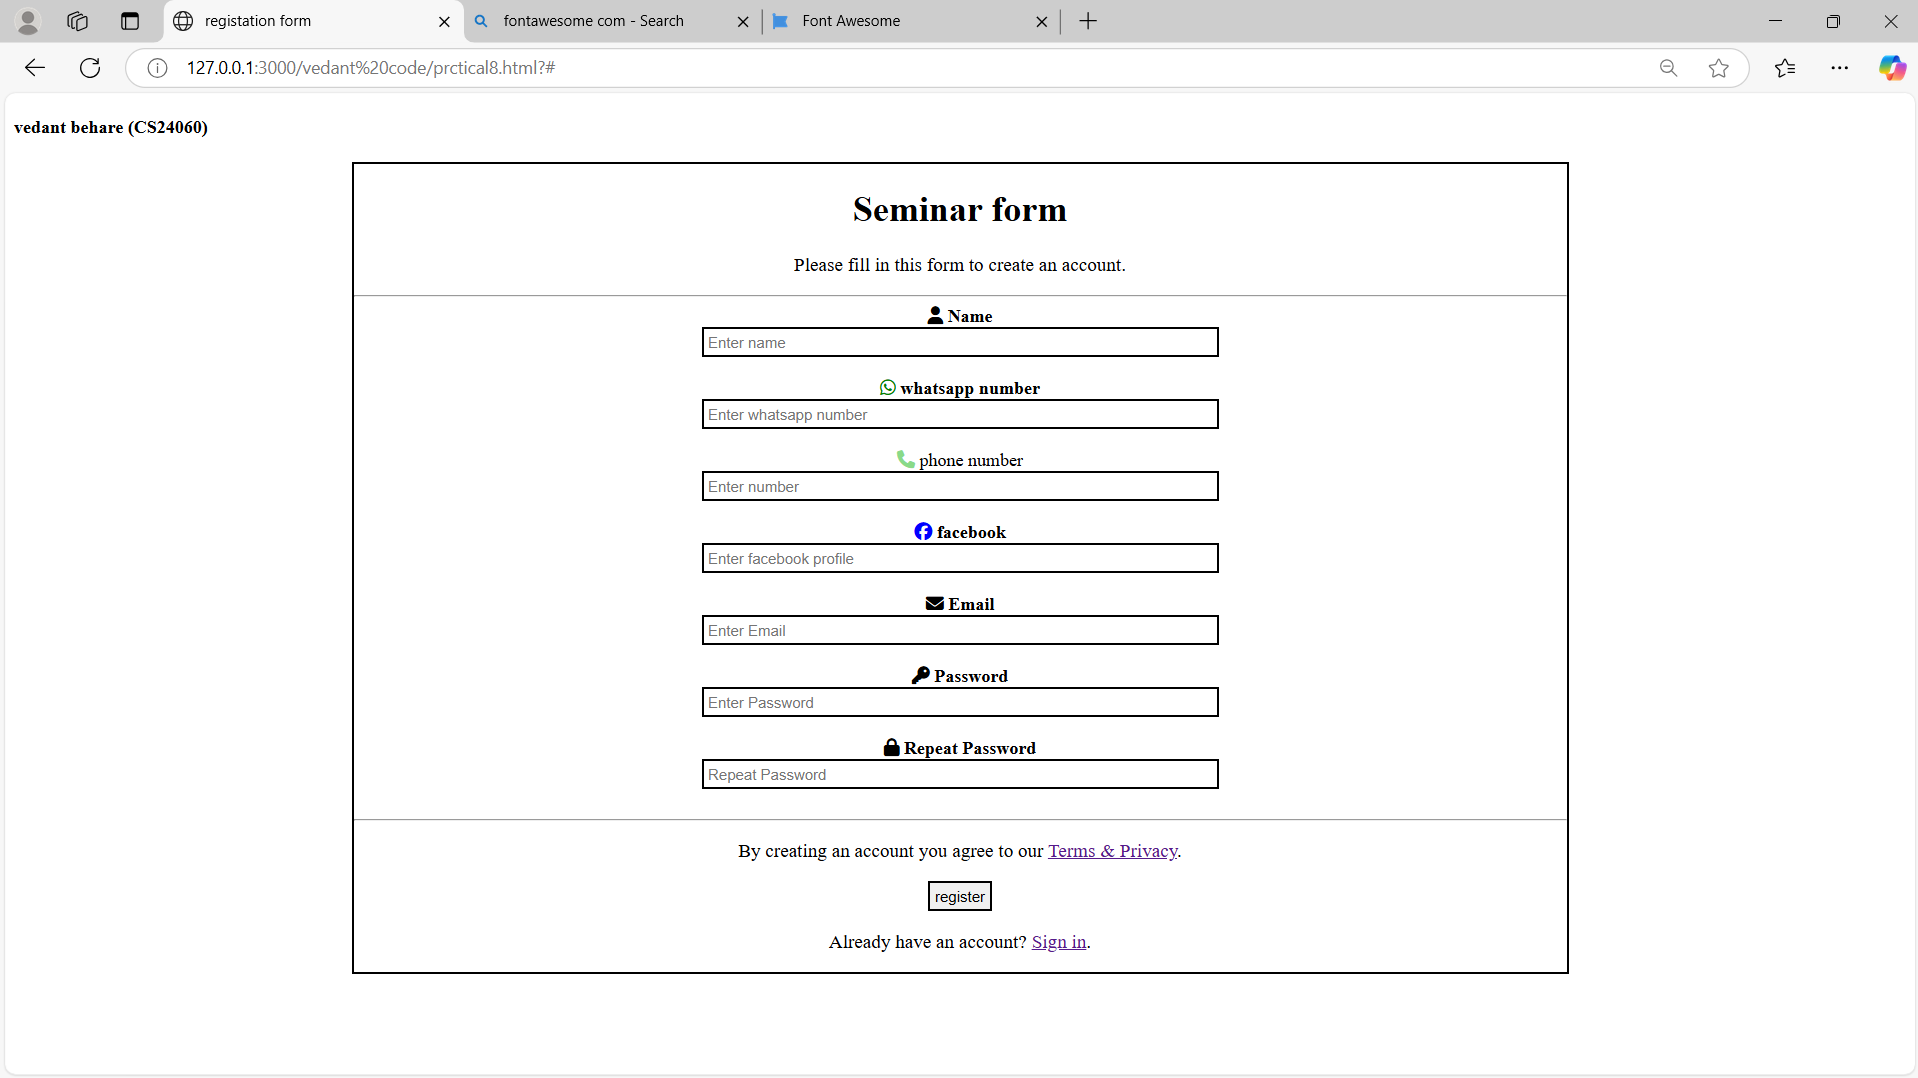 registation form
fontawesome com - Search
Font Awesome
127.0.0.1:3000/vedant%20code/prctical8.html?#
vedant behare (CS24060)
Seminar form
Please fill in this form to create an account.
Name
Enter name
whatsapp number
Enter whatsapp number
phone number
Enter number
facebook
Enter facebook profile
Email
Enter Email
Password
Enter Password
Repeat Password
Repeat Password
By creating an account you agree to our Terms & Privacy.
register
Already have an account? Sign in.